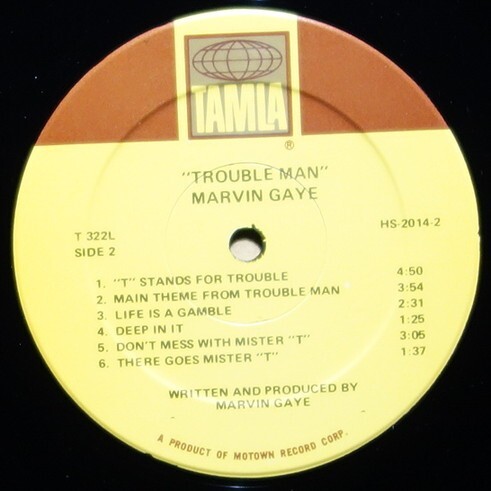 TAMLA
®
"TROUBLE MAN"
MARVIN GAYE
T 322L
HS-2014-2
SIDE 2
1. "T" STANDS FOR TROUBLE 4:50
2. MAIN THEME FROM TROUBLE MAN 3:54
3. LIFE IS A GAMBLE 2:31
4. DEEP IN IT 1:25
5. DON'T MESS WITH MISTER "T" 3:05
6. THERE GOES MISTER "T" 1:37
WRITTEN AND PRODUCED BY
MARVIN GAYE
A PRODUCT OF MOTOWN RECORD CORP.